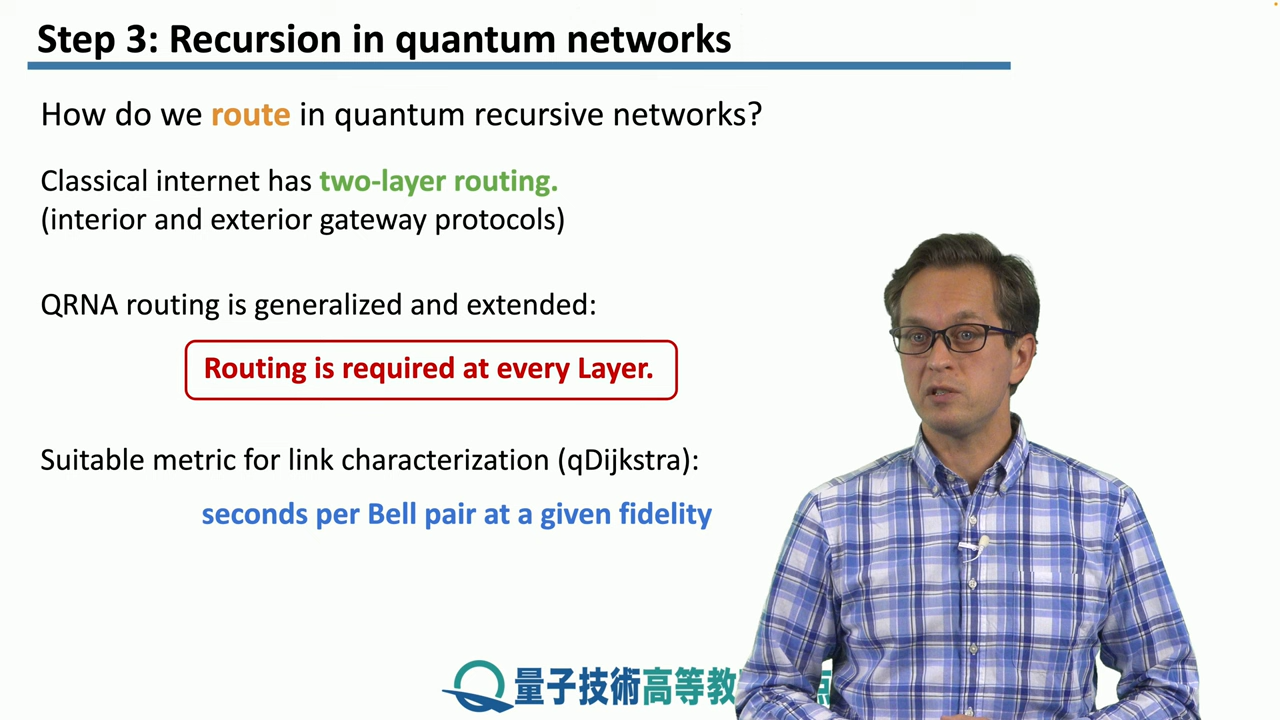 Step 3: Recursion in quantum networks
How do we route in quantum recursive networks?
Classical internet has two-layer routing.
(interior and exterior gateway protocols)
QRNA routing is generalized and extended:
Routing is required at every Layer.
Suitable metric for link characterization (qDijkstra):
seconds per Bell pair at a given fidelity
量子技術高等教